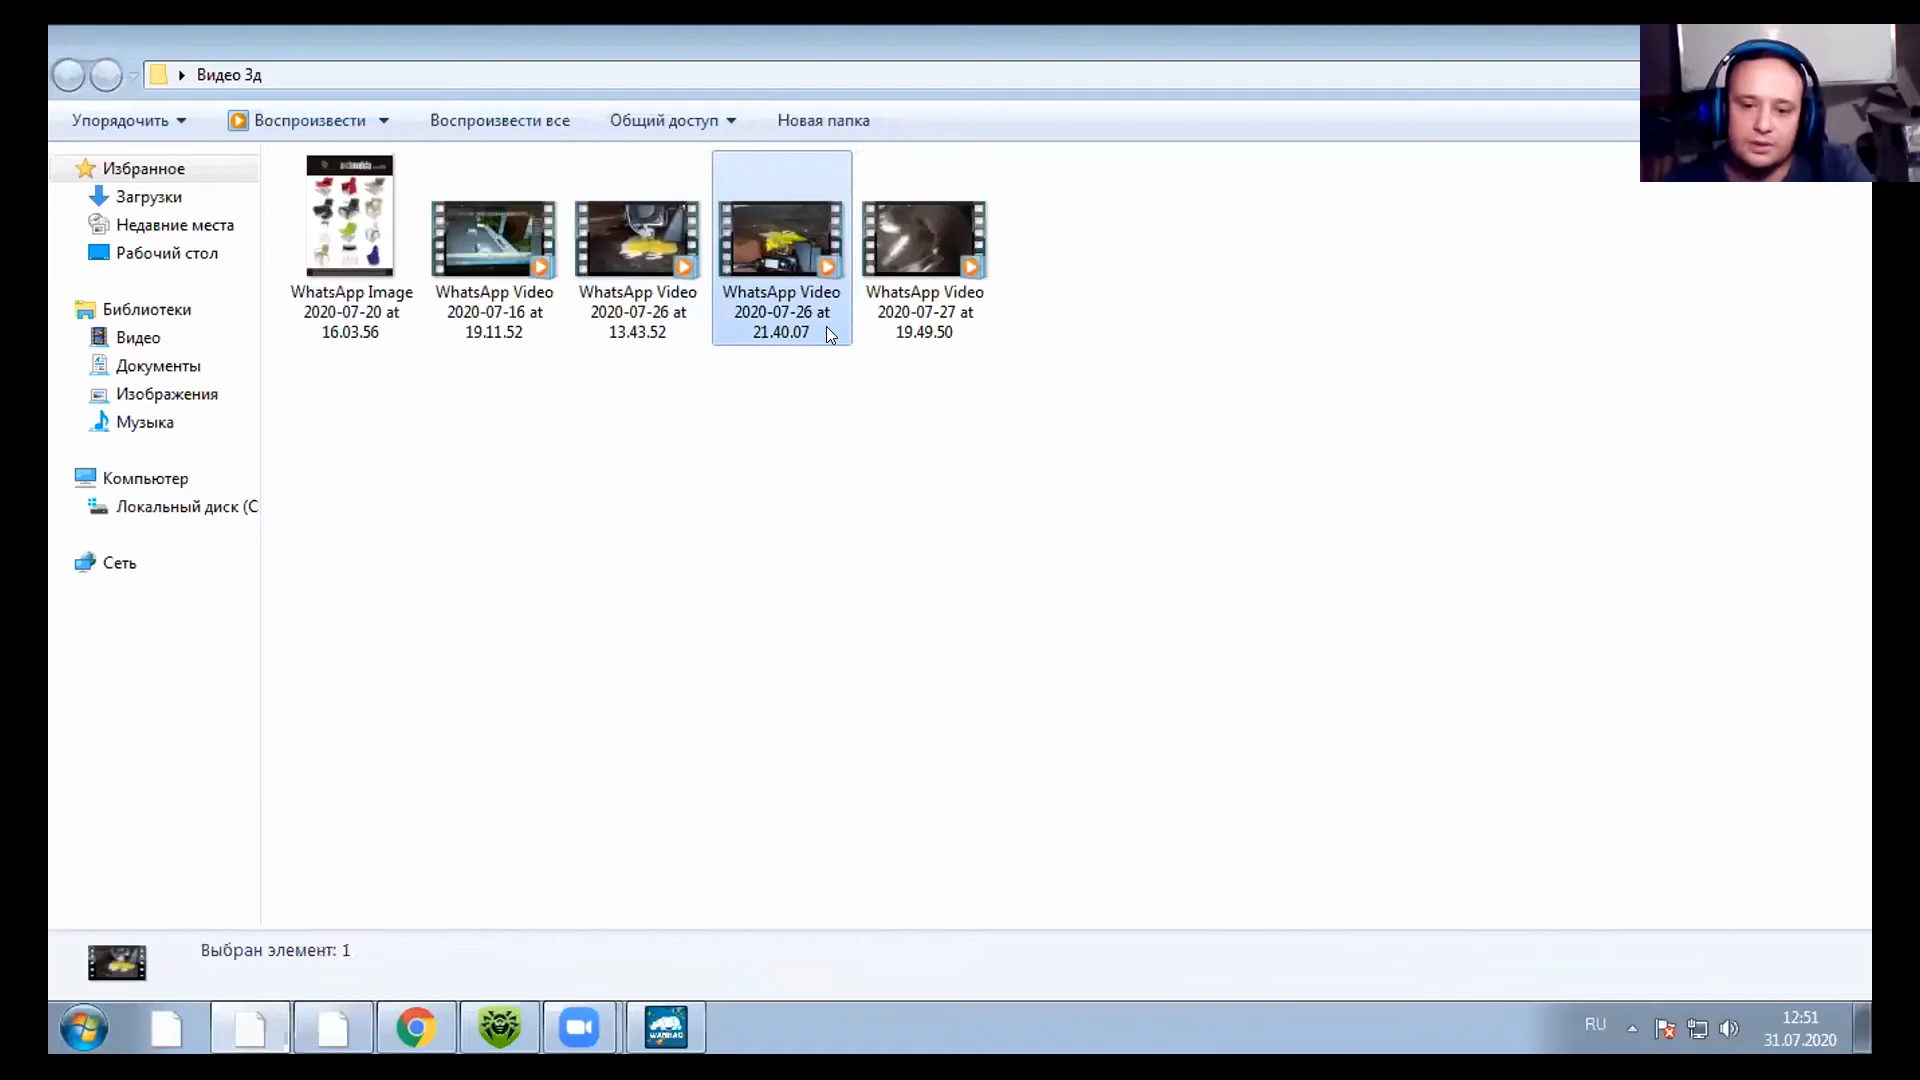 Видео 3д
Упорядочить
Воспроизвести
Воспроизвести все
Общий доступ
Новая папка
Избранное
Загрузки
Недавние места
Рабочий стол
Библиотеки
Видео
Документы
Изображения
Музыка
Компьютер
Локальный диск (C
Сеть
WhatsApp Image
2020-07-20 at
16.03.56
WhatsApp Video
2020-07-16 at
19.11.52
WhatsApp Video
2020-07-26 at
13.43.52
WhatsApp Video
2020-07-26 at
21.40.07
WhatsApp Video
2020-07-27 at
19.49.50
Выбран элемент: 1
RU
12:51
31.07.2020